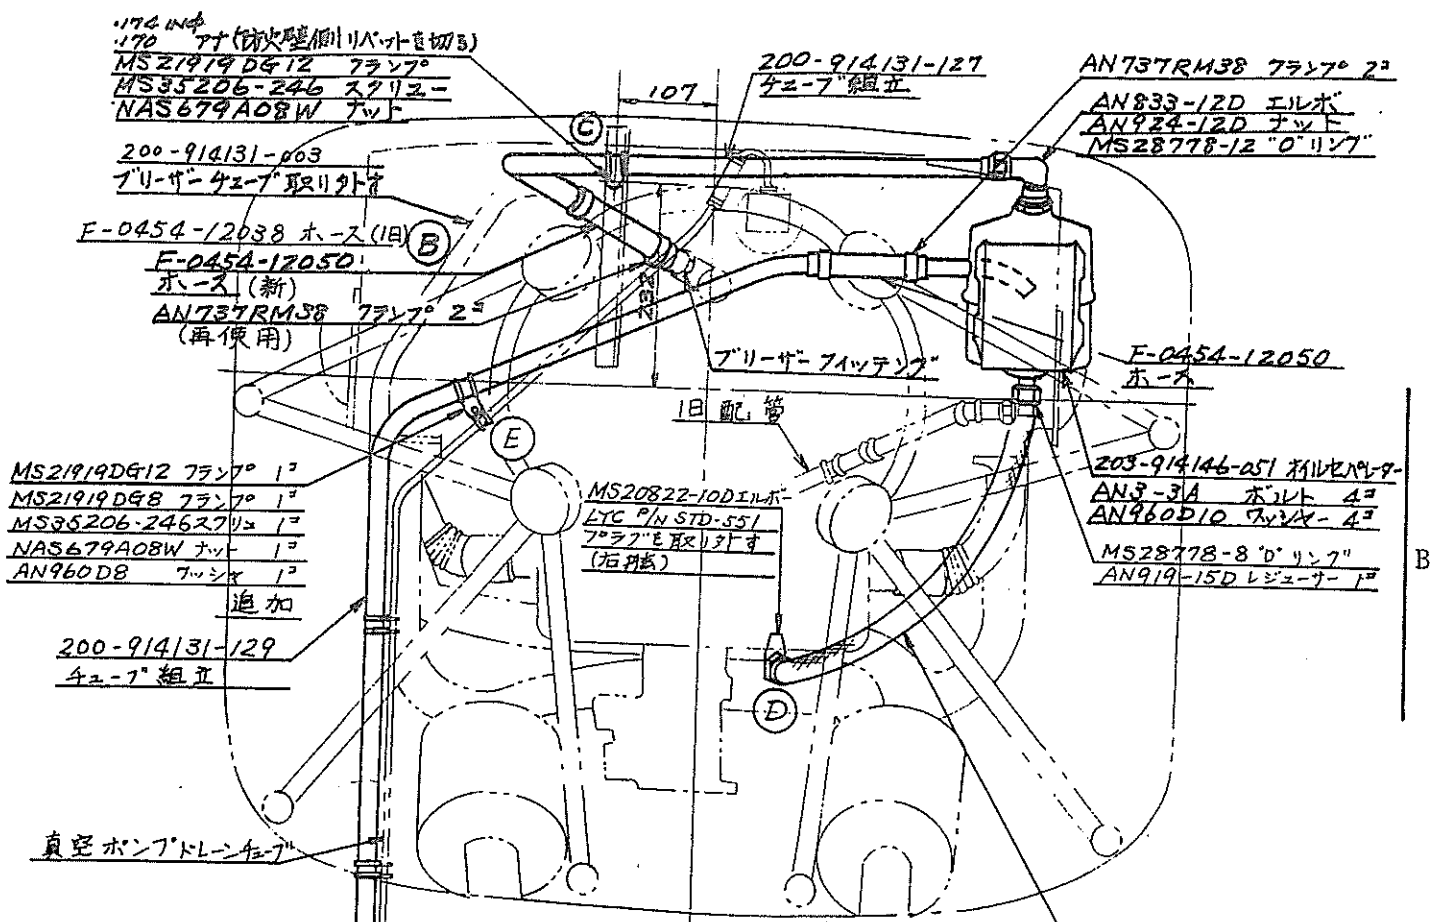 .174 INφ
.170 アナ(防火壁側リベットを切る)
MS21919DG12 クランプ
MS35206-246 スクリュー
NAS679A08W ナット
200-914131-003
ブリーザーチューブ取り外す
F-0454-12038 ホース(旧)
B
F-0454-12050
ホース (新)
AN737RM38 クランプ 2コ
(再使用)
C
107
232
200-914131-127
チューブ組立
AN737RM38 クランプ 2コ
AN833-12D エルボ
AN924-12D ナット
MS28778-12 "O"リング
ブリーザーフィッテング
F-0454-12050
ホース
旧配管
E
MS21919DG12 クランプ 1コ
MS21919DG8 クランプ 1コ
MS35206-246スクリュ 1コ
NAS679A08W ナット 1コ
AN960D8 ワッシャ 1コ
追加
200-914131-129
チューブ組立
MS20822-10Dエルボー
LYC P/N STD-551
プラグを取り外す
203-914146-051 オイルセパレーター
AN3-3A ボルト 4コ
AN960D10 ワッシャー 4コ
MS28778-8 "O"リング
AN919-15D レジューサー 1コ
B
D
真空ポンプドレーンチューブ